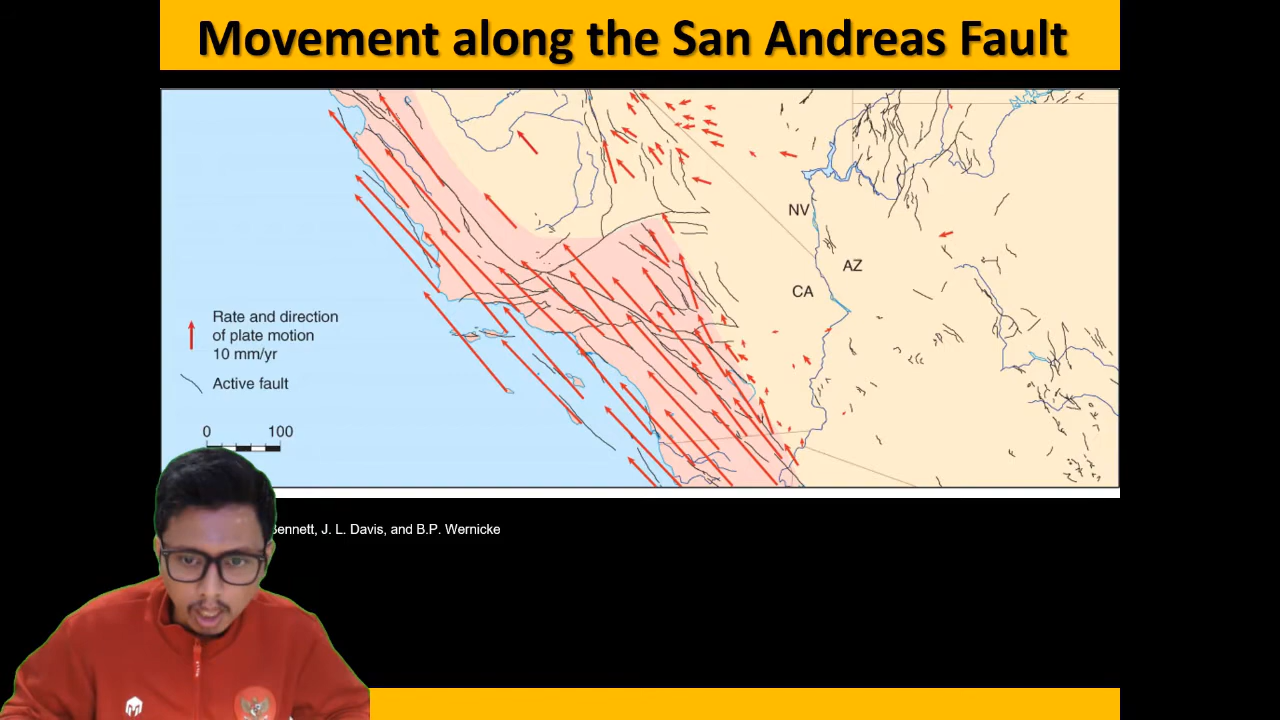 Movement along the San Andreas Fault
NV
AZ
CA
Rate and direction
of plate motion
10 mm/yr
Active fault
0 100
Bennett, J. L. Davis, and B.P. Wernicke